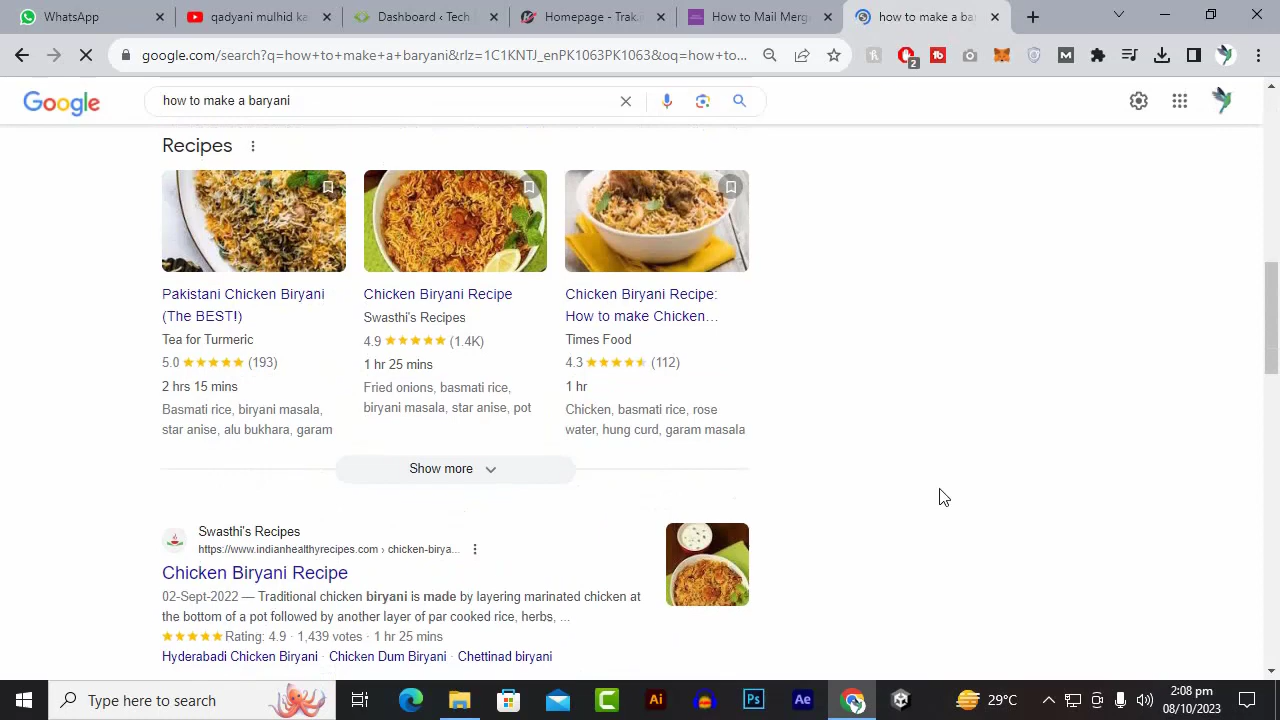 WhatsApp
qadyani mulhid ka
Dashboard ‹ Tech
Homepage - Trak.in
How to Mail Merg
how to make a bar
google.com/search?q=how+to+make+a+baryani&rlz=1C1KNTJ_enPK1063PK1063&oq=how+to...
2
Google
how to make a baryani
Recipes
Pakistani Chicken Biryani
(The BEST!)
Tea for Turmeric
5.0 (193)
2 hrs 15 mins
Basmati rice, biryani masala,
star anise, alu bukhara, garam
Chicken Biryani Recipe
Swasthi's Recipes
4.9 (1.4K)
1 hr 25 mins
Fried onions, basmati rice,
biryani masala, star anise, pot
Chicken Biryani Recipe:
How to make Chicken...
Times Food
4.3 (112)
1 hr
Chicken, basmati rice, rose
water, hung curd, garam masala
Show more
Swasthi's Recipes
https://www.indianhealthyrecipes.com › chicken-birya...
Chicken Biryani Recipe
02-Sept-2022 — Traditional chicken biryani is made by layering marinated chicken at
the bottom of a pot followed by another layer of par cooked rice, herbs, ...
Rating: 4.9 · 1,439 votes · 1 hr 25 mins
Hyderabadi Chicken Biryani · Chicken Dum Biryani · Chettinad biryani
Type here to search
Ai
Ps
Ae
29°C
2:08 pm
08/10/2023